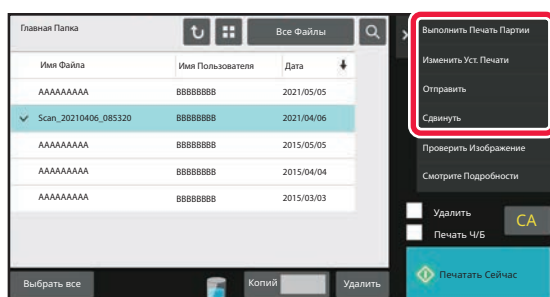 Главная Папка
Все Файлы
Имя Файла Имя Пользователя Дата
AAAAAAAAA BBBBBBBB 2021/05/05
Scan_20210406_085320 BBBBBBBB 2021/04/06
AAAAAAAAA BBBBBBBB 2015/05/05
AAAAAAAAA BBBBBBBB 2015/04/04
AAAAAAAAA BBBBBBBB 2015/03/03
Выбрать все Копий Удалить
Выполнить Печать Партии
Изменить Уст. Печати
Отправить
Сдвинуть
Проверить Изображение
Смотрите Подробности
Удалить
Печать Ч/Б
CA
Печатать Сейчас